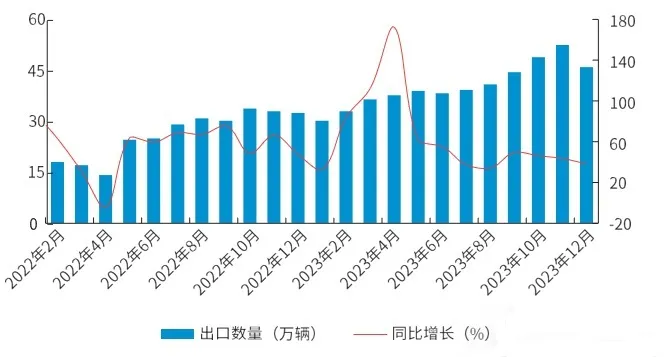 60
45
30
15
0
180
140
100
60
20
-20
2022年2月
2022年4月
2022年6月
2022年8月
2022年10月
2022年12月
2023年2月
2023年4月
2023年6月
2023年8月
2023年10月
2023年12月
出口数量（万辆）
同比增长（%）